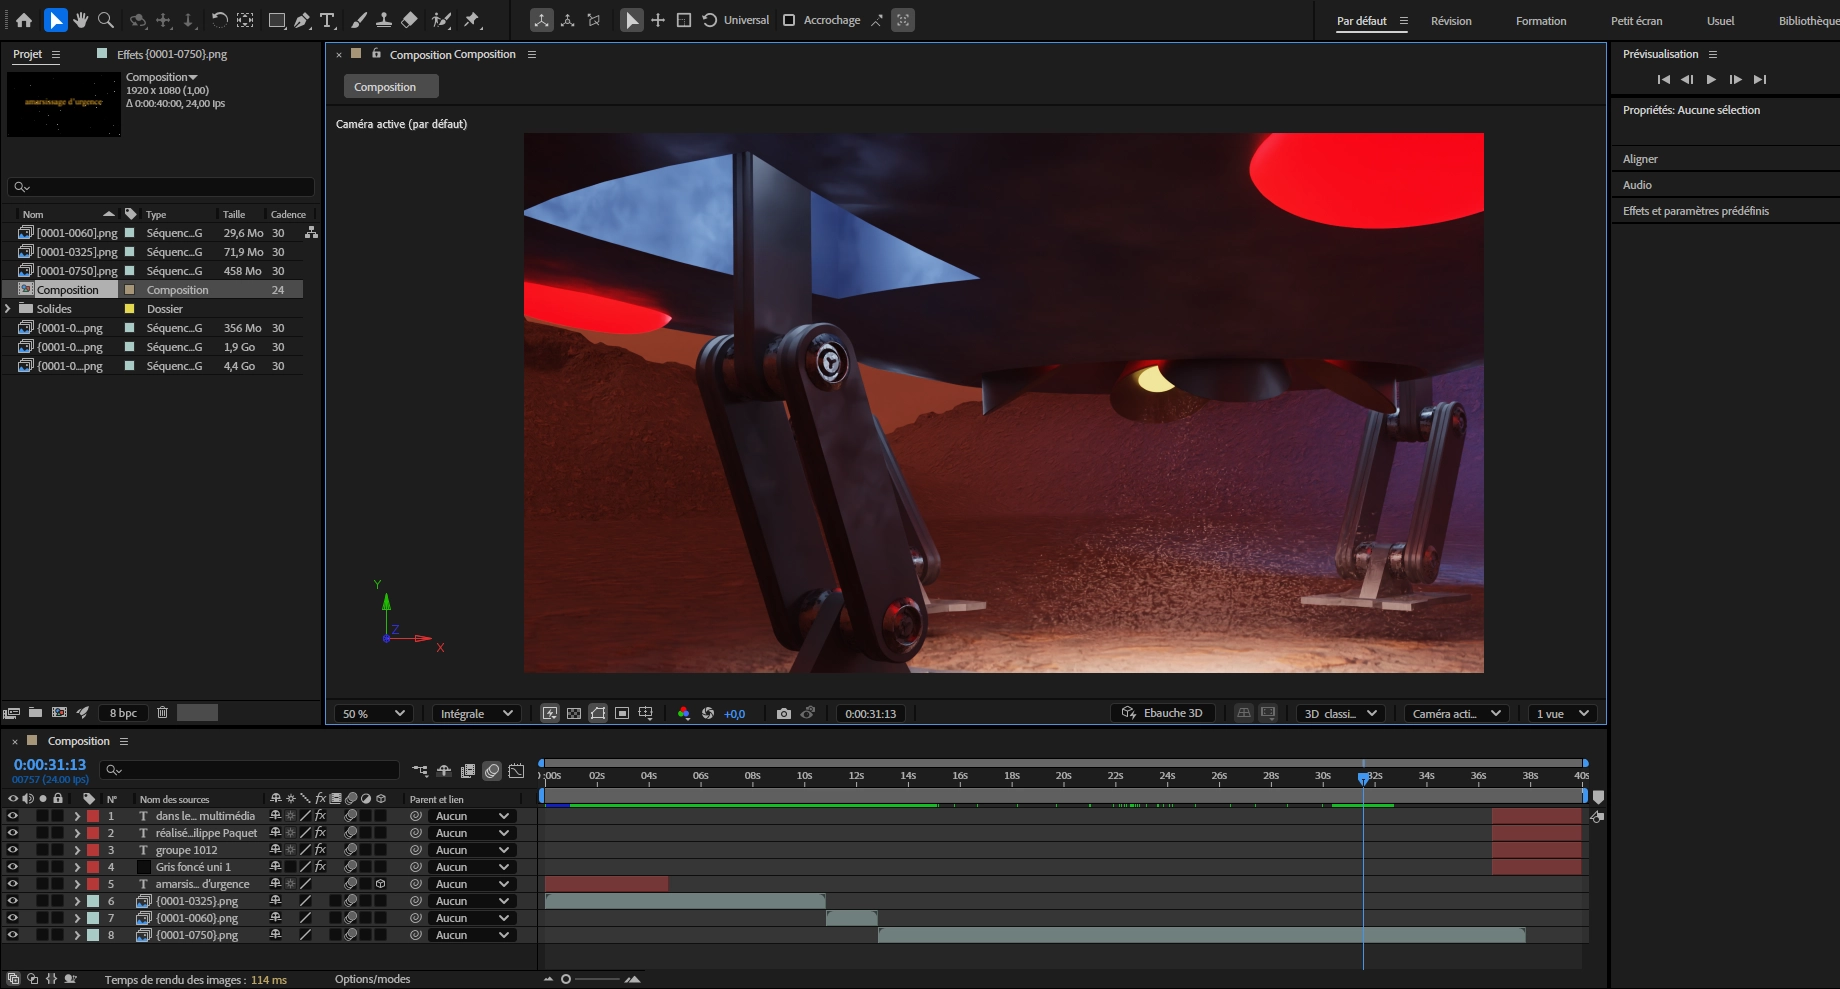 Universal
Accrochage
Par défaut
Révision
Formation
Petit écran
Usuel
Bibliothèque
Projet
Effets {0001-0750}.png
Composition
1920 x 1080 (1,00)
Δ 0:00:40:00, 24,00 ips
amarsissage d'urgence
Nom Type Taille Cadence
[0001-0060].png Séquenc...G 29,6 Mo 30
[0001-0325].png Séquenc...G 71,9 Mo 30
[0001-0750].png Séquenc...G 458 Mo 30
Composition Composition 24
Solides Dossier
{0001-0....png Séquenc...G 356 Mo 30
{0001-0....png Séquenc...G 1,9 Go 30
{0001-0....png Séquenc...G 4,4 Go 30
8 bpc
Composition Composition
Composition
Caméra active (par défaut)
Y
Z
X
50 %
Intégrale
+0,0
0:00:31:13
Ebauche 3D
3D classi...
Caméra acti...
1 vue
Prévisualisation
Propriétés: Aucune sélection
Aligner
Audio
Effets et paramètres prédéfinis
Composition
0:00:31:13
00757 (24.00 ips)
:00s 02s 04s 06s 08s 10s 12s 14s 16s 18s 20s 22s 24s 26s 28s 30s 32s 34s 36s 38s 40s
N° Nom des sources fx Parent et lien
1 T dans le... multimédia fx Aucun
2 T réalisé...ilippe Paquet fx Aucun
3 T groupe 1012 fx Aucun
4 Gris foncé uni 1 fx Aucun
5 T amarsis... d'urgence Aucun
6 {0001-0325}.png Aucun
7 {0001-0060}.png Aucun
8 {0001-0750}.png Aucun
Temps de rendu des images : 114 ms
Options/modes